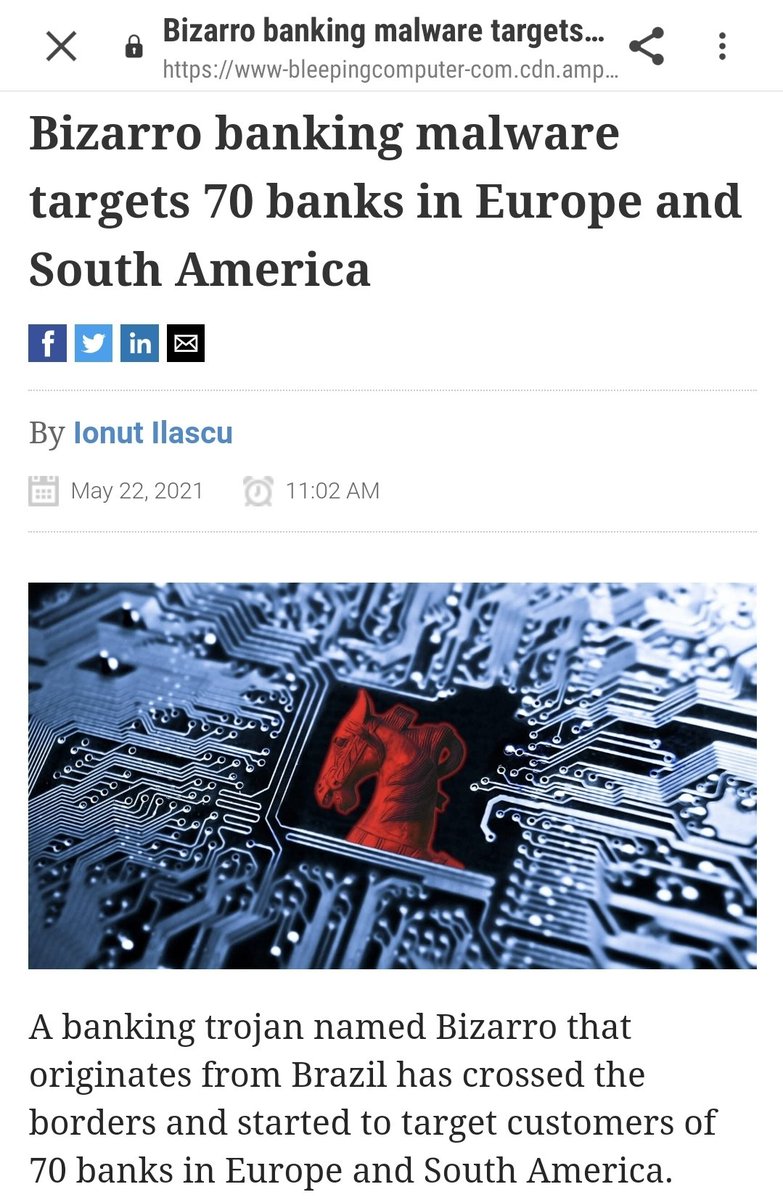 Bizarro banking malware targets...
https://www-bleepingcomputer-com.cdn.amp...
Bizarro banking malware
targets 70 banks in Europe and
South America
By Ionut Ilascu
May 22, 2021 11:02 AM
A banking trojan named Bizarro that
originates from Brazil has crossed the
borders and started to target customers of
70 banks in Europe and South America.